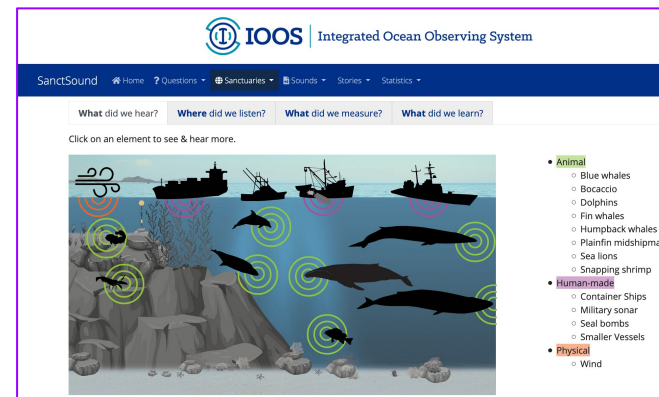 IOOS Integrated Ocean Observing System
SanctSound Home ? Questions Sanctuaries Sounds Stories Statistics
What did we hear? Where did we listen? What did we measure? What did we learn?
Click on an element to see & hear more.
Animal
Blue whales
Bocaccio
Dolphins
Fin whales
Humpback whales
Plainfin midshipma
Sea lions
Snapping shrimp
Human-made
Container Ships
Military sonar
Seal bombs
Smaller Vessels
Physical
Wind